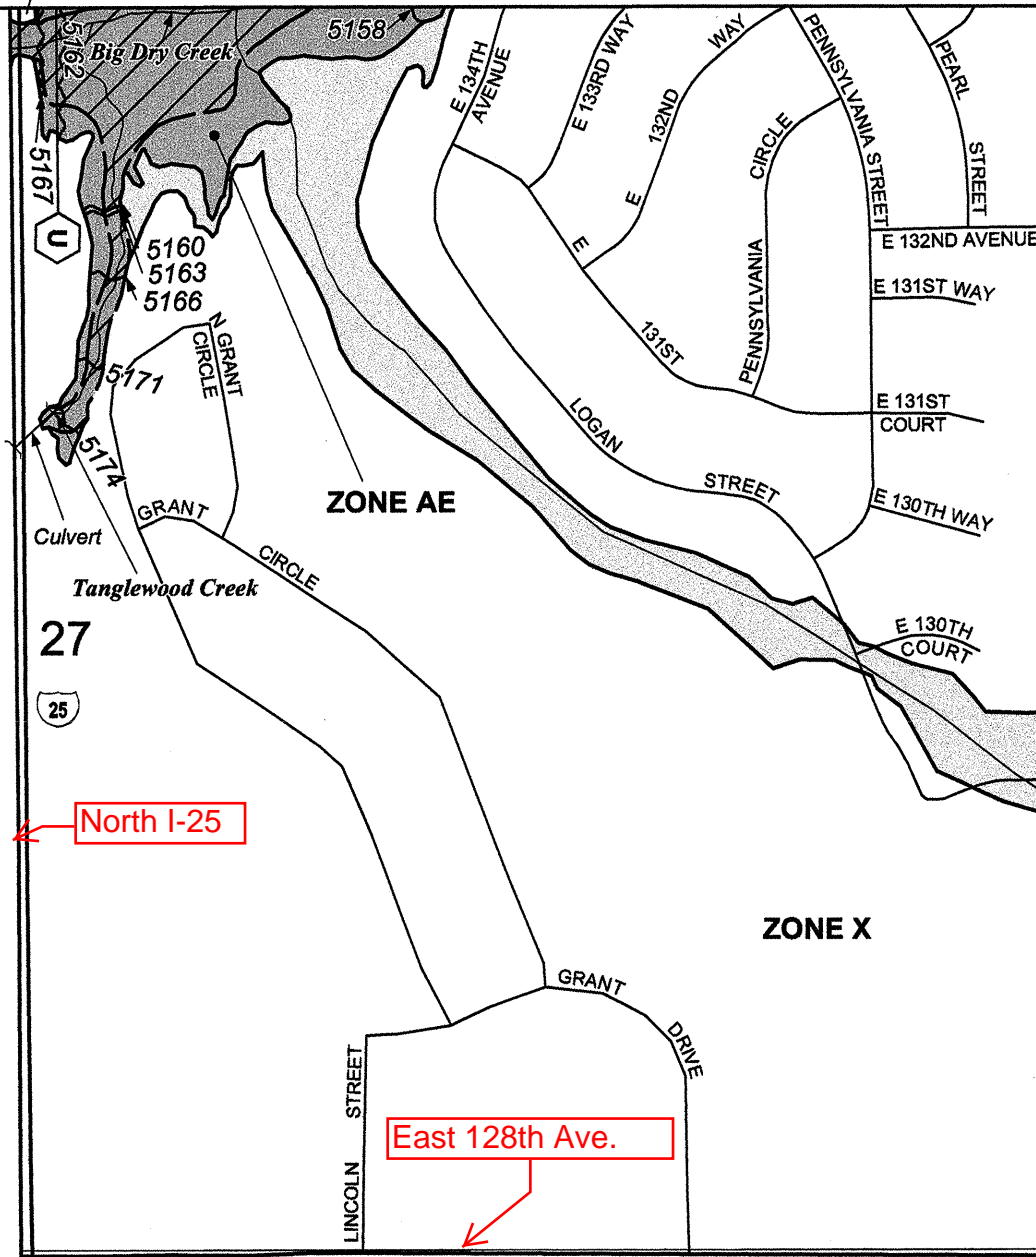 5162
Big Dry Creek
5158
E 134TH
AVENUE
E 133RD WAY
E 132ND WAY
PENNSYLVANIA STREET
PEARL STREET
PENNSYLVANIA CIRCLE
5167
U
5160
5163
5166
E 132ND AVENUE
E 131ST WAY
N GRANT
CIRCLE
5171
E 131ST
E 131ST
COURT
LOGAN STREET
5174
ZONE AE
GRANT CIRCLE
E 130TH WAY
Culvert
Tanglewood Creek
27
E 130TH
COURT
25
North I-25
ZONE X
GRANT DRIVE
LINCOLN STREET
East 128th Ave.